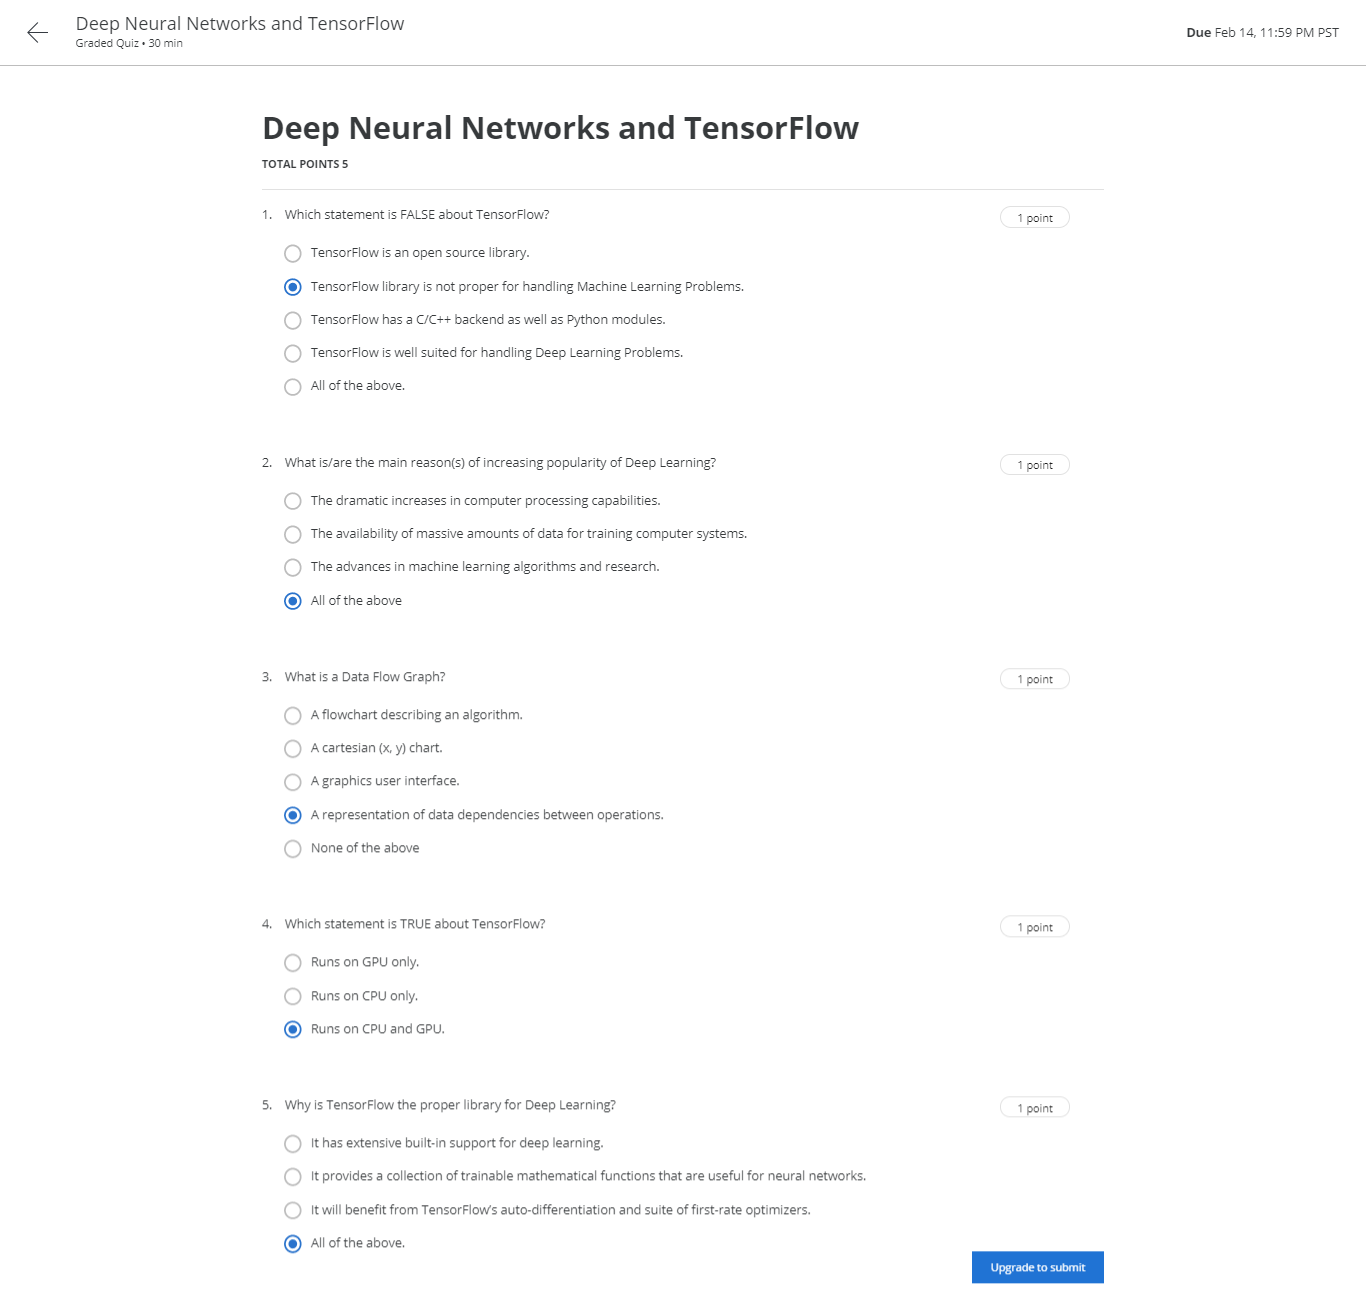 Deep Neural Networks and TensorFlow
Graded Quiz • 30 min
Due Feb 14, 11:59 PM PST
Deep Neural Networks and TensorFlow
TOTAL POINTS 5
1. Which statement is FALSE about TensorFlow?
1 point
TensorFlow is an open source library.
TensorFlow library is not proper for handling Machine Learning Problems.
TensorFlow has a C/C++ backend as well as Python modules.
TensorFlow is well suited for handling Deep Learning Problems.
All of the above.
2. What is/are the main reason(s) of increasing popularity of Deep Learning?
1 point
The dramatic increases in computer processing capabilities.
The availability of massive amounts of data for training computer systems.
The advances in machine learning algorithms and research.
All of the above
3. What is a Data Flow Graph?
1 point
A flowchart describing an algorithm.
A cartesian (x, y) chart.
A graphics user interface.
A representation of data dependencies between operations.
None of the above
4. Which statement is TRUE about TensorFlow?
1 point
Runs on GPU only.
Runs on CPU only.
Runs on CPU and GPU.
5. Why is TensorFlow the proper library for Deep Learning?
1 point
It has extensive built-in support for deep learning.
It provides a collection of trainable mathematical functions that are useful for neural networks.
It will benefit from TensorFlow's auto-differentiation and suite of first-rate optimizers.
All of the above.
Upgrade to submit